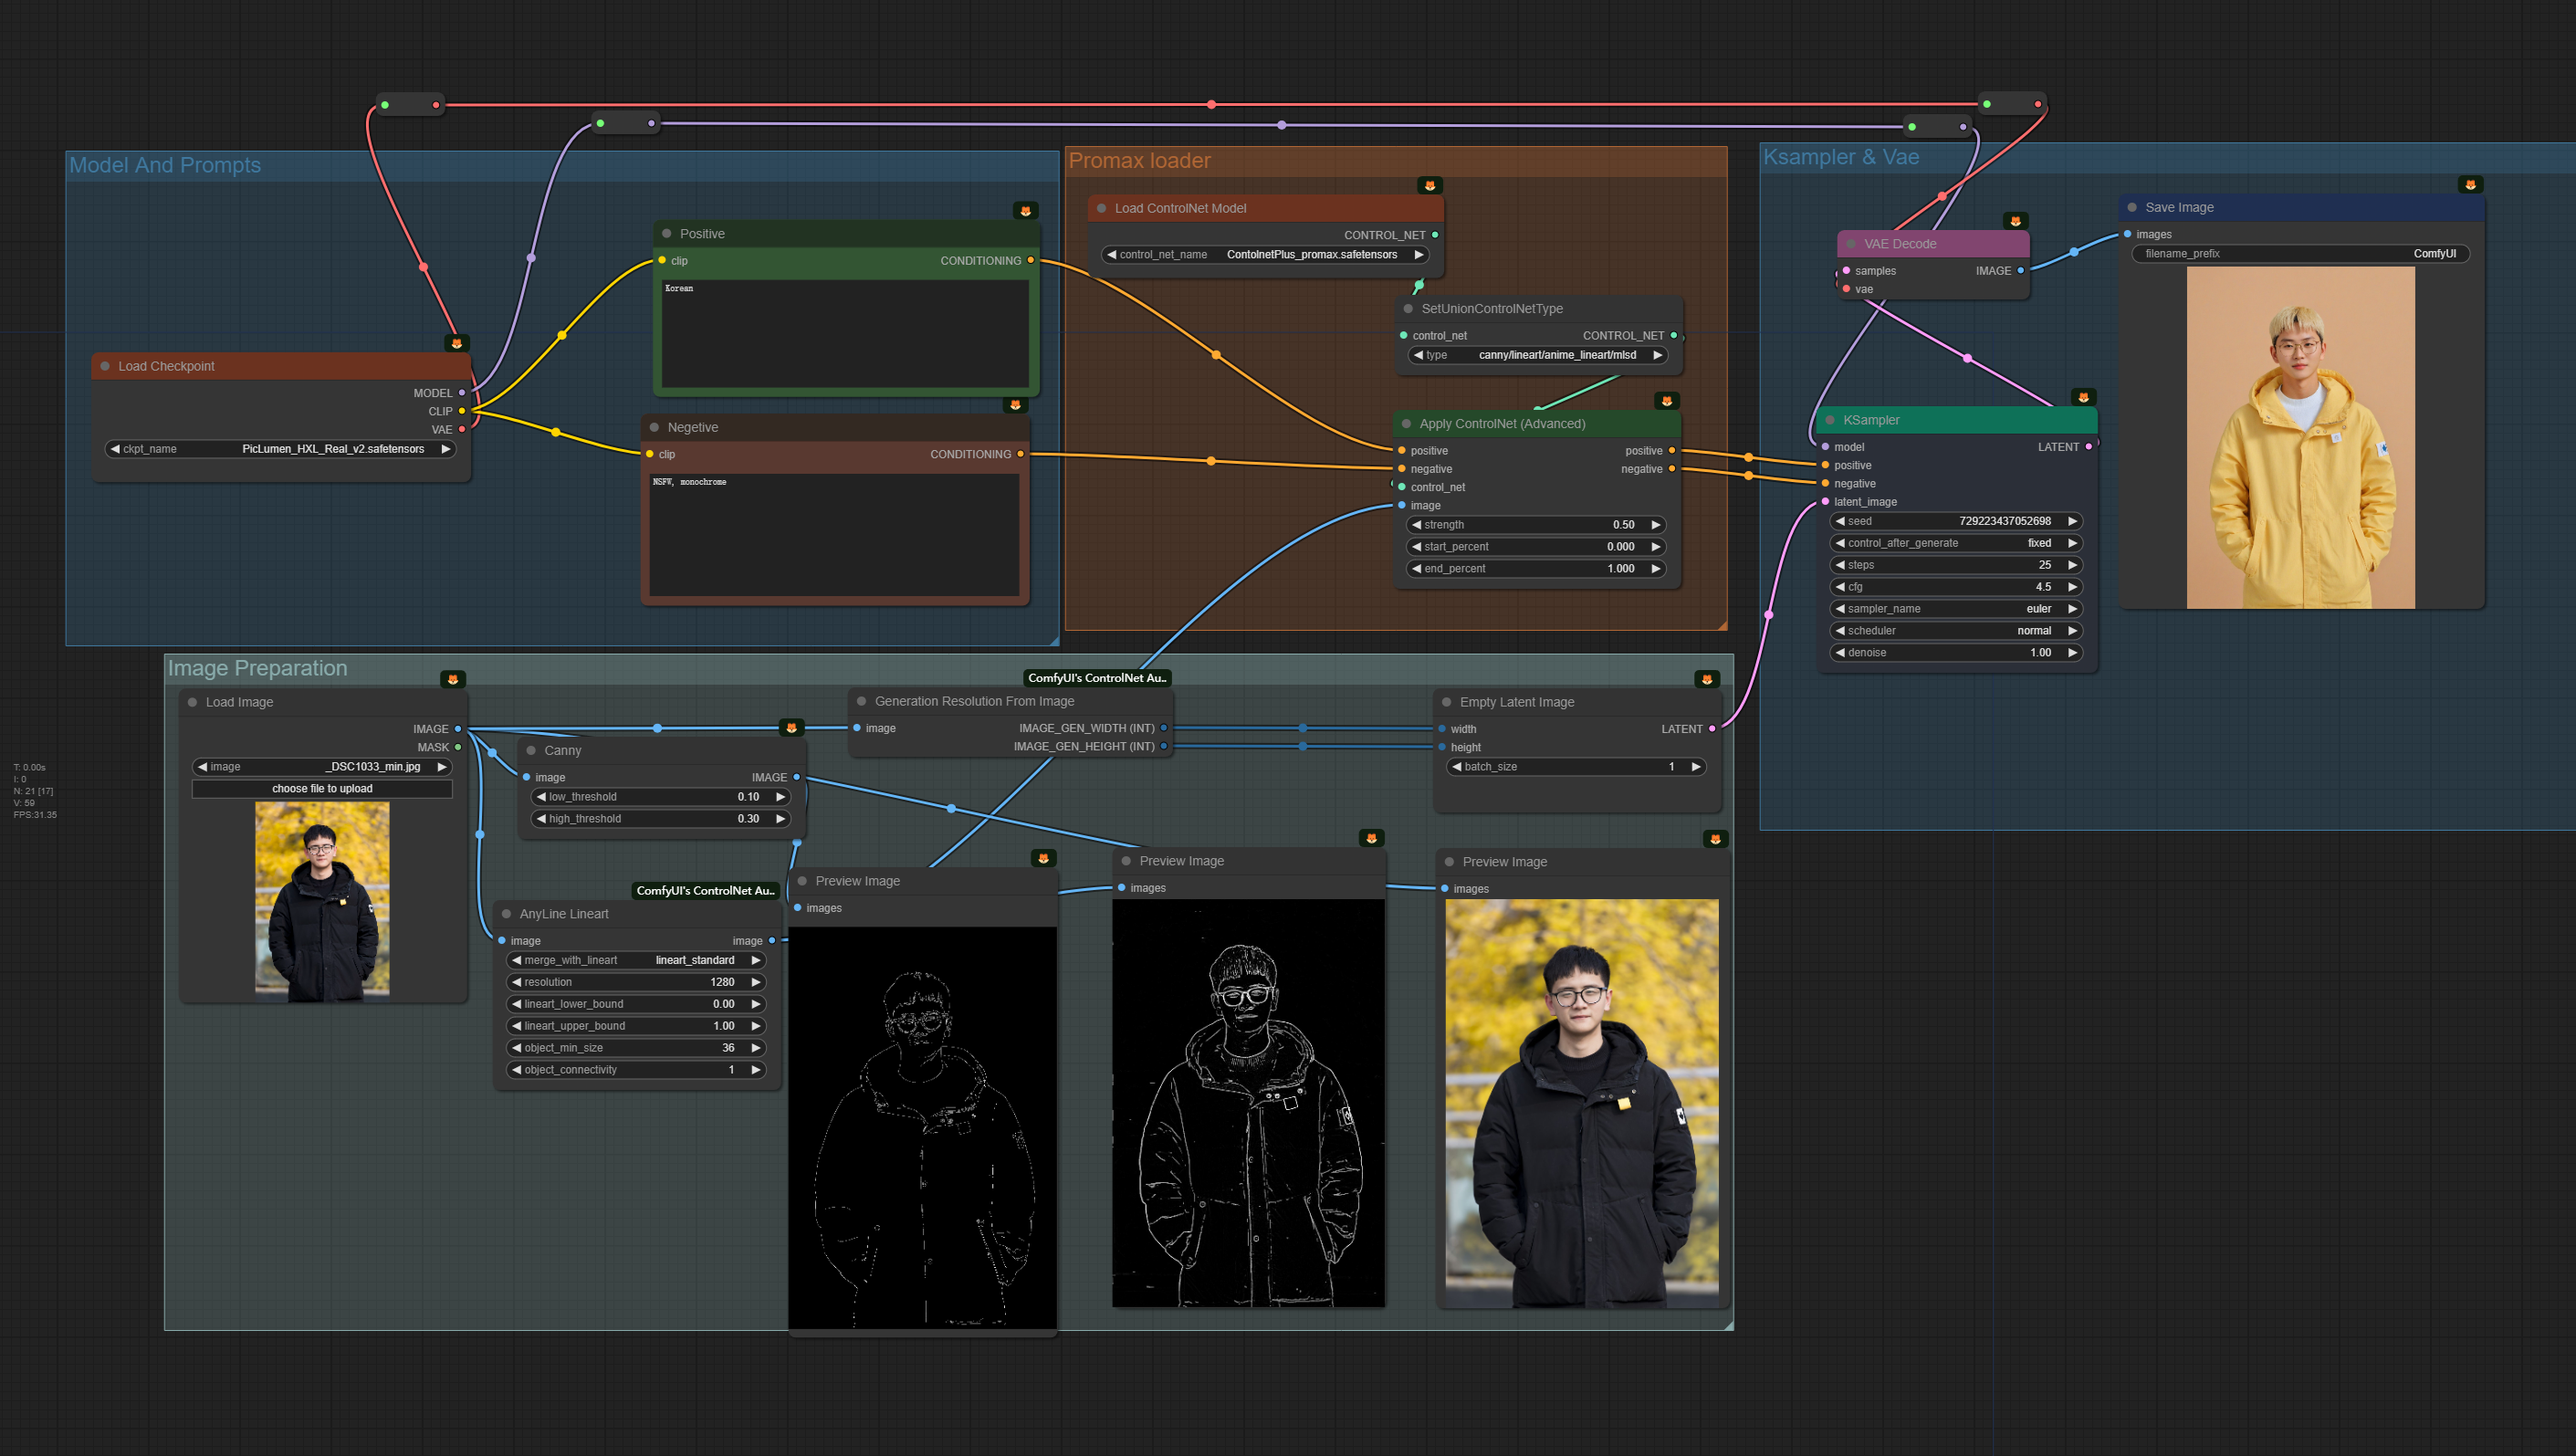 Model And Prompts
Load Checkpoint
MODEL
CLIP
VAE
ckpt_name PicLumen_HXL_Real_v2.safetensors
Positive
clip CONDITIONING
Korean
Negetive
clip CONDITIONING
NSFW, monochrome
Promax loader
Load ControlNet Model
CONTROL_NET
control_net_name ContolnetPlus_promax.safetensors
SetUnionControlNetType
control_net CONTROL_NET
type canny/lineart/anime_lineart/mlsd
Apply ControlNet (Advanced)
positive positive
negative negative
control_net
image
strength 0.50
start_percent 0.000
end_percent 1.000
Ksampler & Vae
VAE Decode
samples IMAGE
vae
KSampler
model LATENT
positive
negative
latent_image
seed 729223437052698
control_after_generate fixed
steps 25
cfg 4.5
sampler_name euler
scheduler normal
denoise 1.00
Save Image
images
filename_prefix ComfyUI
Image Preparation
Load Image
IMAGE
MASK
image _DSC1033_min.jpg
choose file to upload
Canny
image IMAGE
low_threshold 0.10
high_threshold 0.30
ComfyUI's ControlNet Au..
AnyLine Lineart
image image
merge_with_lineart lineart_standard
resolution 1280
lineart_lower_bound 0.00
lineart_upper_bound 1.00
object_min_size 36
object_connectivity 1
ComfyUI's ControlNet Au..
Generation Resolution From Image
image IMAGE_GEN_WIDTH (INT)
IMAGE_GEN_HEIGHT (INT)
Empty Latent Image
width LATENT
height
batch_size 1
Preview Image
images
Preview Image
images
Preview Image
images
T: 0.00s
I: 0
N: 21 [17]
V: 59
FPS:31.35